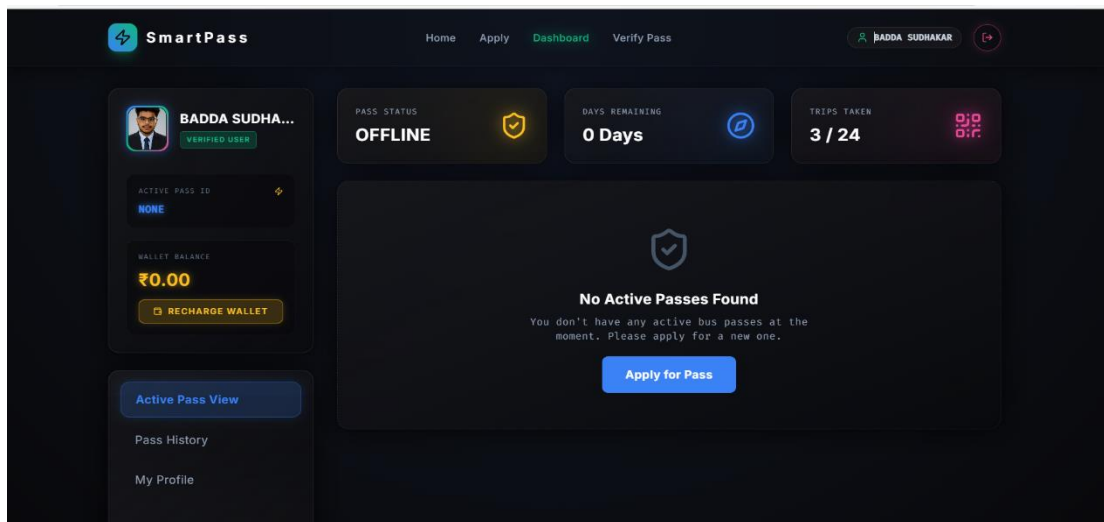 SmartPass
Home Apply Dashboard Verify Pass
BADDA SUDHAKAR
BADDA SUDHA...
VERIFIED USER
ACTIVE PASS ID
NONE
WALLET BALANCE
₹0.00
RECHARGE WALLET
Active Pass View
Pass History
My Profile
PASS STATUS
OFFLINE
DAYS REMAINING
0 Days
TRIPS TAKEN
3 / 24
No Active Passes Found
You don't have any active bus passes at the
moment. Please apply for a new one.
Apply for Pass